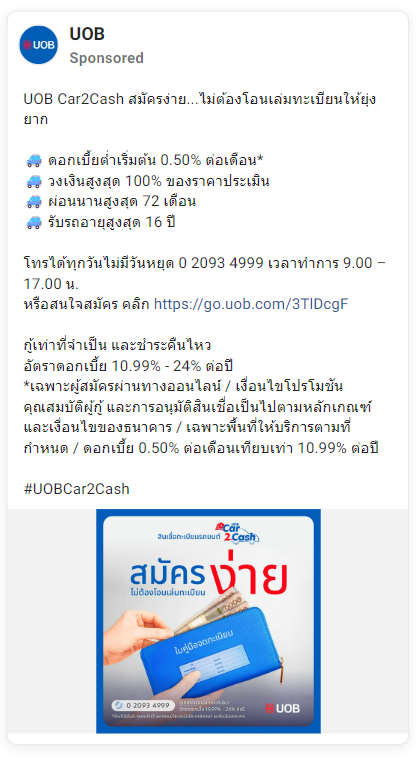 UOB
UOB
Sponsored
UOB Car2Cash สมัครง่าย...ไม่ต้องโอนเล่มทะเบียนให้ยุ่ง
ยาก
🚙 ดอกเบี้ยต่ำเริ่มต้น 0.50% ต่อเดือน*
🚙 วงเงินสูงสุด 100% ของราคาประเมิน
🚙 ผ่อนนานสูงสุด 72 เดือน
🚙 รับรถอายุสูงสุด 16 ปี
โทรได้ทุกวันไม่มีวันหยุด 0 2093 4999 เวลาทำการ 9.00 –
17.00 น.
หรือสนใจสมัคร คลิก https://go.uob.com/3TlDcgF
กู้เท่าที่จำเป็น และชำระคืนไหว
อัตราดอกเบี้ย 10.99% - 24% ต่อปี
*เฉพาะผู้สมัครผ่านทางออนไลน์ / เงื่อนไขโปรโมชัน
คุณสมบัติผู้กู้ และการอนุมัติสินเชื่อเป็นไปตามหลักเกณฑ์
และเงื่อนไขของธนาคาร / เฉพาะพื้นที่ให้บริการตามที่
กำหนด / ดอกเบี้ย 0.50% ต่อเดือนเทียบเท่า 10.99% ต่อปี
#UOBCar2Cash
สินเชื่อทะเบียนรถยนต์ Car 2Cash
สมัครง่าย
ไม่ต้องโอนเล่มทะเบียน
ใบคู่มือจดทะเบียน
0 2093 4999
UOB